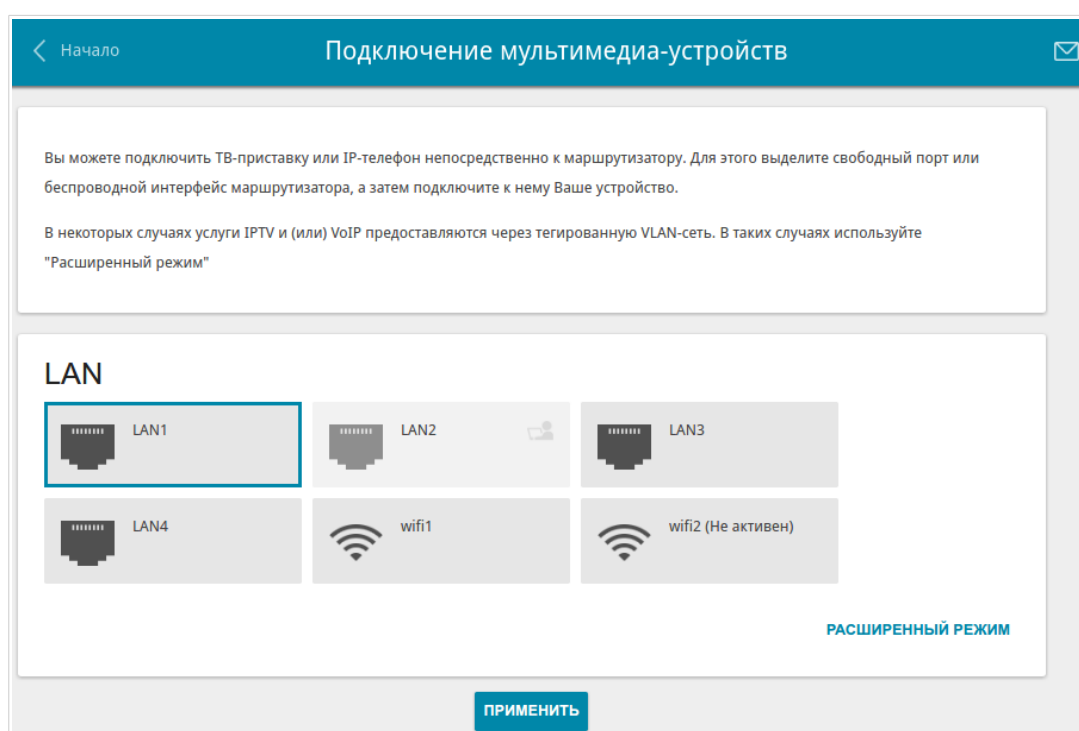 Начало
Подключение мультимедиа-устройств
Вы можете подключить ТВ-приставку или IP-телефон непосредственно к маршрутизатору. Для этого выделите свободный порт или
беспроводной интерфейс маршрутизатора, а затем подключите к нему Ваше устройство.
В некоторых случаях услуги IPTV и (или) VoIP предоставляются через тегированную VLAN-сеть. В таких случаях используйте
"Расширенный режим"
LAN
LAN1
LAN2
LAN3
LAN4
wifi1
wifi2 (Не активен)
РАСШИРЕННЫЙ РЕЖИМ
ПРИМЕНИТЬ